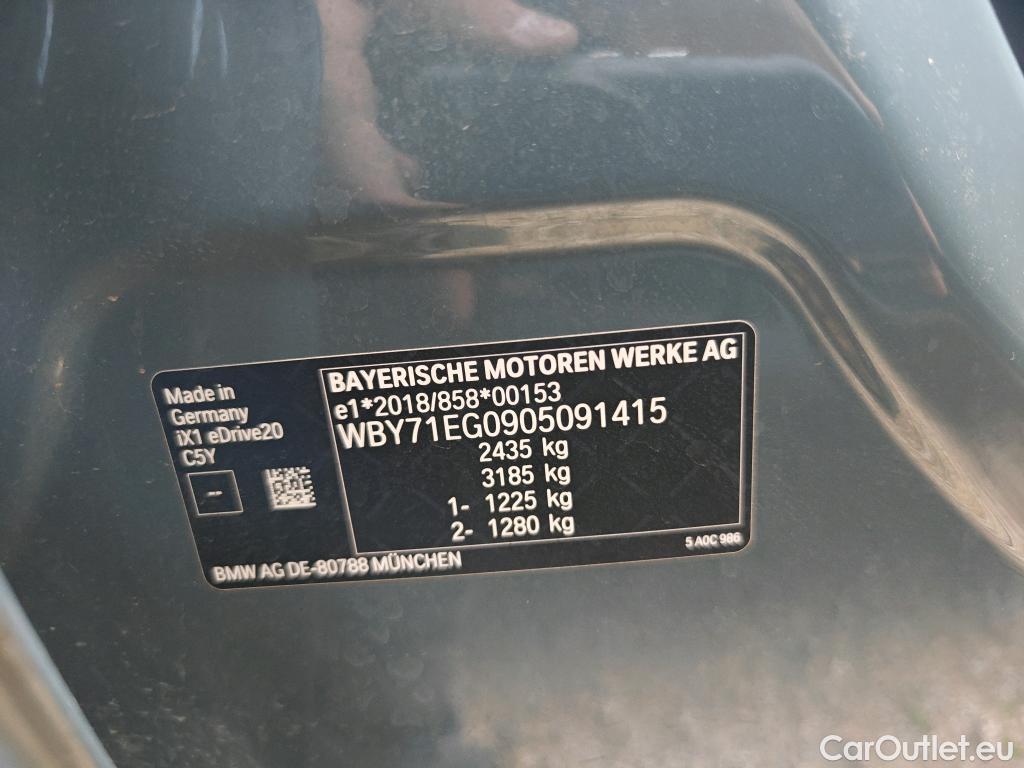 Made in
Germany
iX1 eDrive20
C5Y
--
BAYERISCHE MOTOREN WERKE AG
e1*2018/858*00153
WBY71EG0905091415
2435 kg
3185 kg
1- 1225 kg
2- 1280 kg
5 A0C 986
BMW AG DE-80788 MÜNCHEN
CarOutlet.eu